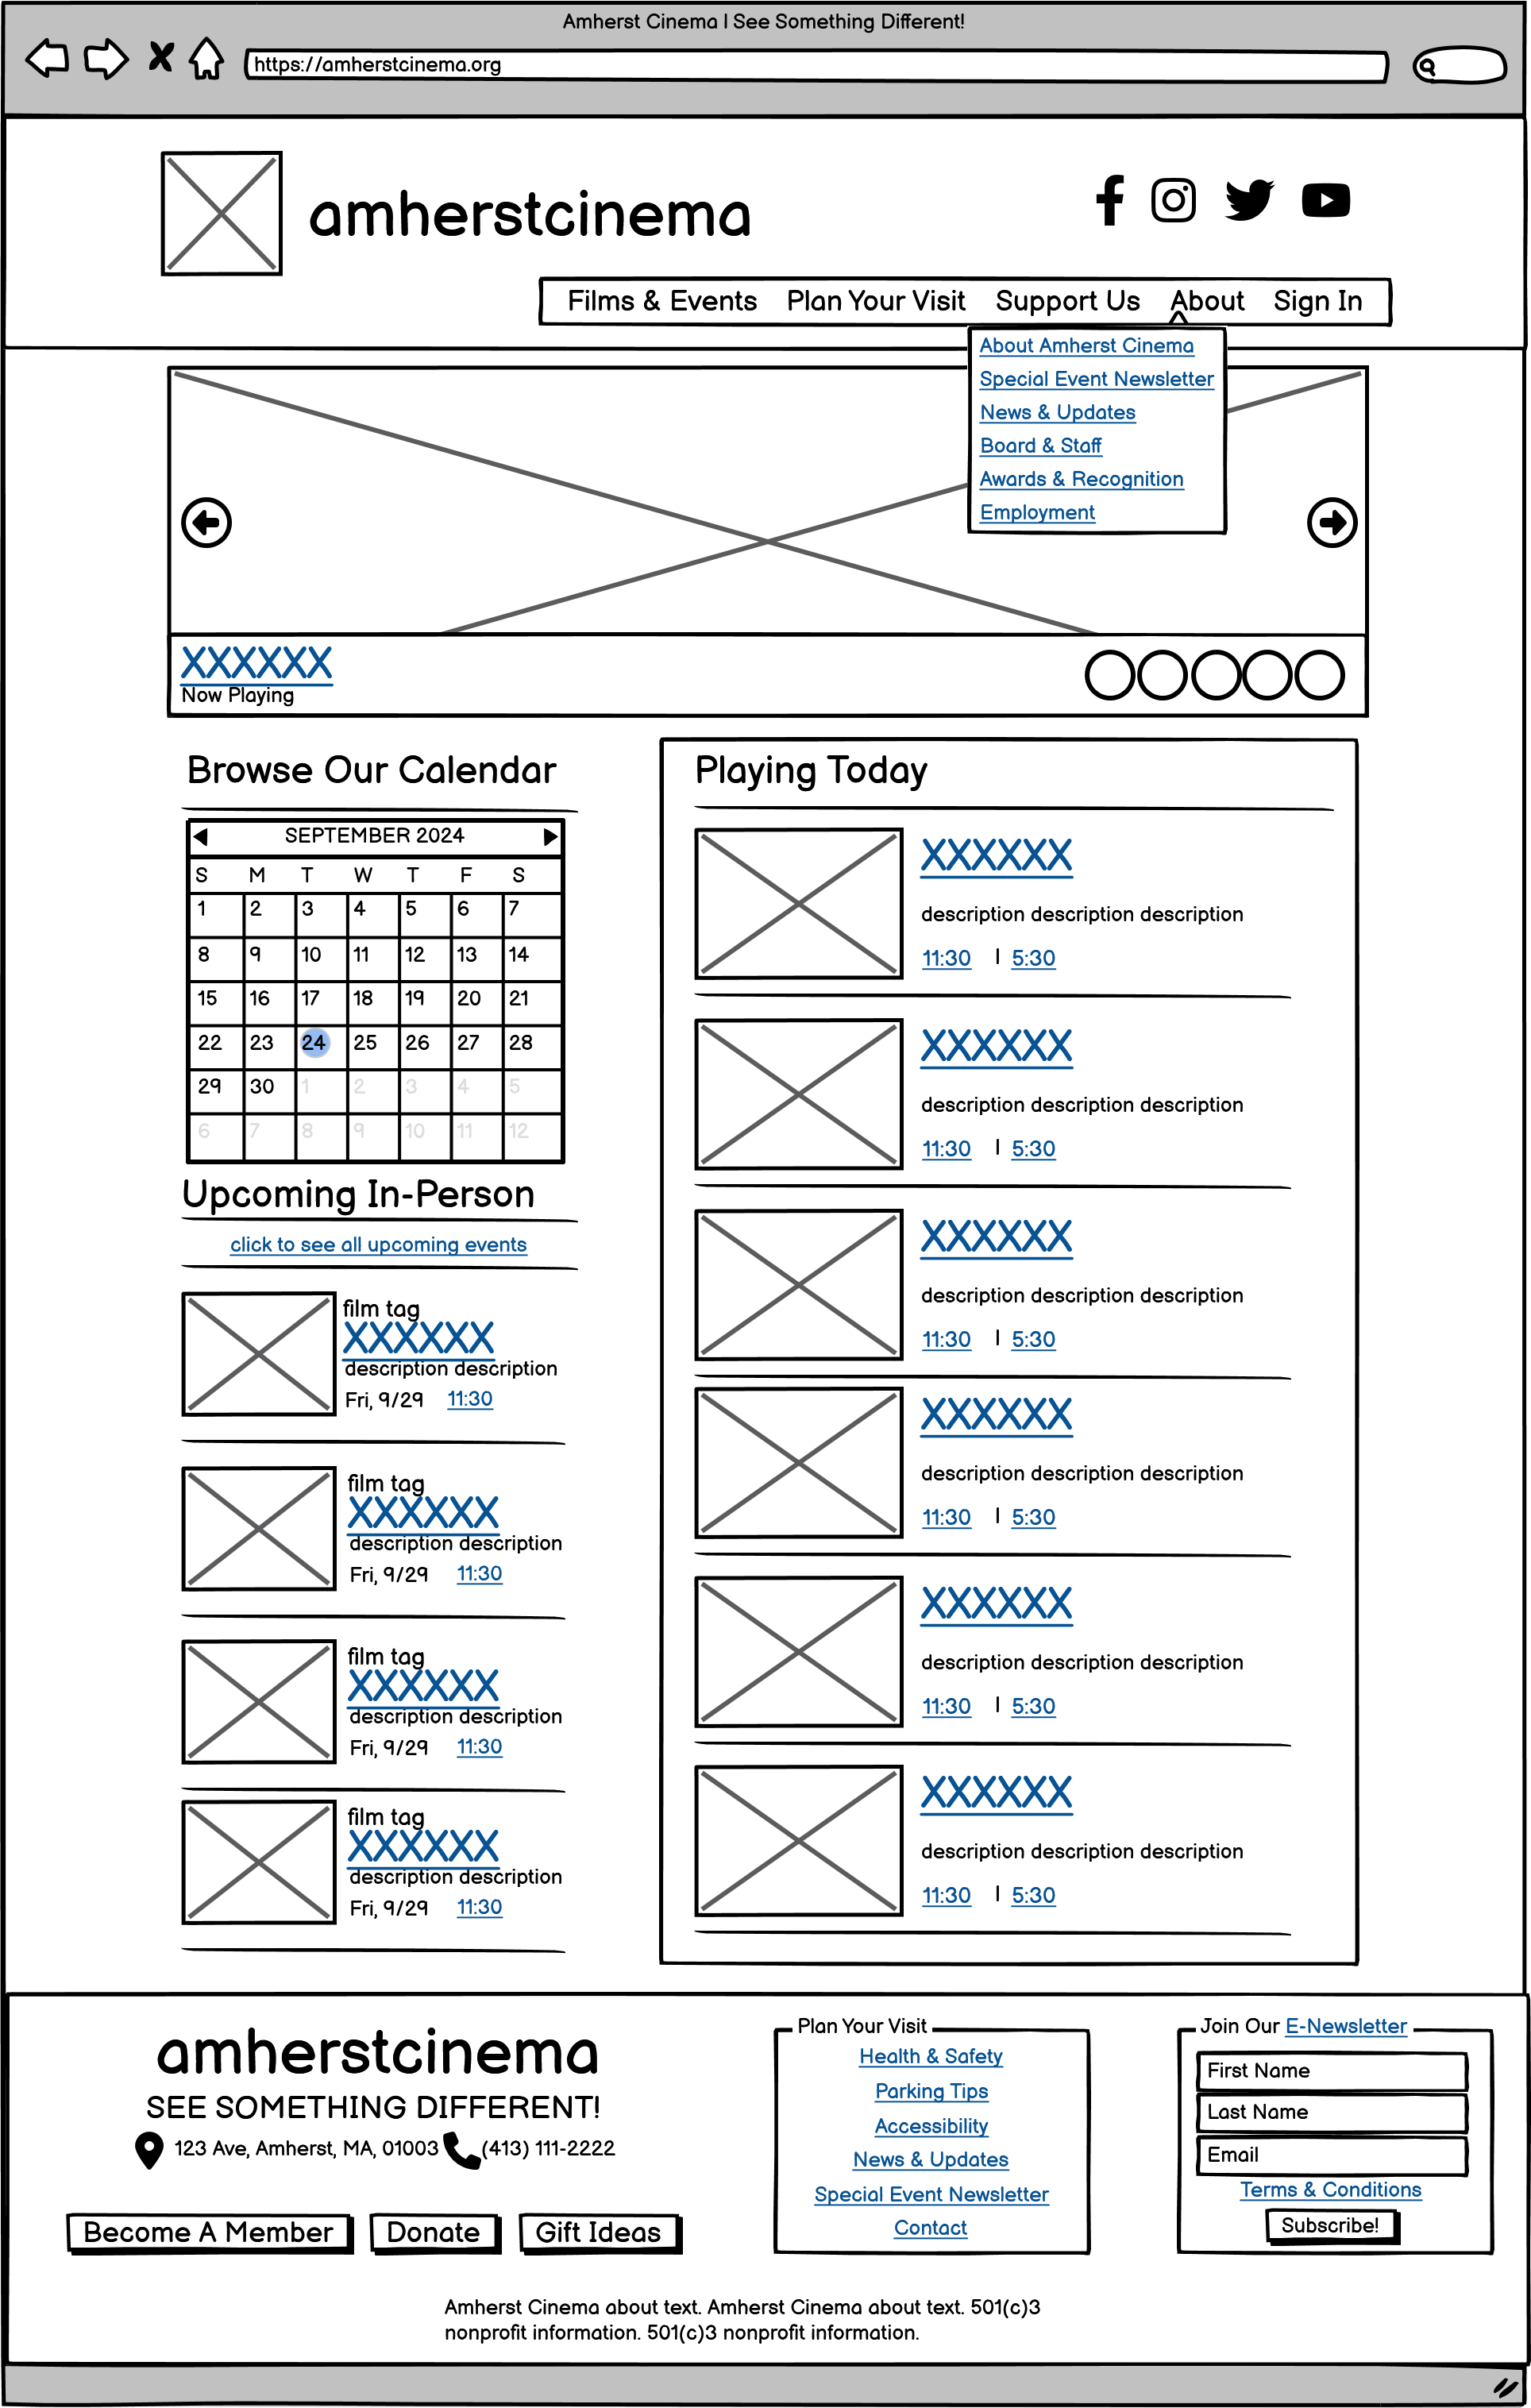 Amherst Cinema | See Something Different!
https://amherstcinema.org
amherstcinema
Films & Events Plan Your Visit Support Us About Sign In
About Amherst Cinema
Special Event Newsletter
News & Updates
Board & Staff
Awards & Recognition
Employment
XXXXXX
Now Playing
Browse Our Calendar
SEPTEMBER 2024
S M T W T F S
1 2 3 4 5 6 7
8 9 10 11 12 13 14
15 16 17 18 19 20 21
22 23 24 25 26 27 28
29 30 1 2 3 4 5
6 7 8 9 10 11 12
Upcoming In-Person
click to see all upcoming events
film tag
XXXXXX
description description
Fri, 9/29 11:30
film tag
XXXXXX
description description
Fri, 9/29 11:30
film tag
XXXXXX
description description
Fri, 9/29 11:30
film tag
XXXXXX
description description
Fri, 9/29 11:30
Playing Today
XXXXXX
description description description
11:30 | 5:30
XXXXXX
description description description
11:30 | 5:30
XXXXXX
description description description
11:30 | 5:30
XXXXXX
description description description
11:30 | 5:30
XXXXXX
description description description
11:30 | 5:30
XXXXXX
description description description
11:30 | 5:30
amherstcinema
SEE SOMETHING DIFFERENT!
123 Ave, Amherst, MA, 01003 (413) 111-2222
Become A Member Donate Gift Ideas
Plan Your Visit
Health & Safety
Parking Tips
Accessibility
News & Updates
Special Event Newsletter
Contact
Join Our E-Newsletter
First Name
Last Name
Email
Terms & Conditions
Subscribe!
Amherst Cinema about text. Amherst Cinema about text. 501(c)3
nonprofit information. 501(c)3 nonprofit information.